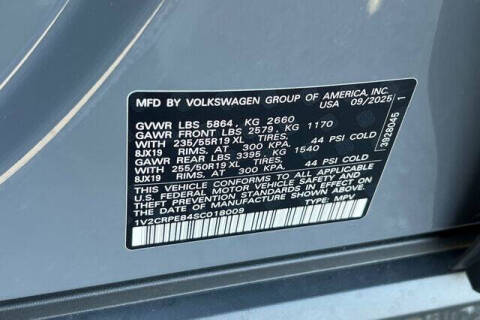 MFD BY VOLKSWAGEN GROUP OF AMERICA, INC.
USA 09/2025
GVWR LBS 5864, KG 2660
GAWR FRONT LBS 2579, KG 1170
WITH 235/55R19 XL TIRES.
8JX19 RIMS. AT 300 KPA. 44 PSI COLD
GAWR REAR LBS 3395, KG 1540
WITH 255/50R19 XL TIRES.
8JX19 RIMS. AT 300 KPA. 44 PSI COLD
THIS VEHICLE CONFORMS TO ALL APPLICABLE
U.S. FEDERAL MOTOR VEHICLE SAFETY AND
THEFT PREVENTION STANDARDS IN EFFECT ON THE
DATE OF MANUFACTURE SHOWN ABOVE.
1V2CRPE84SC018009 TYPE: MPV
3928045 1